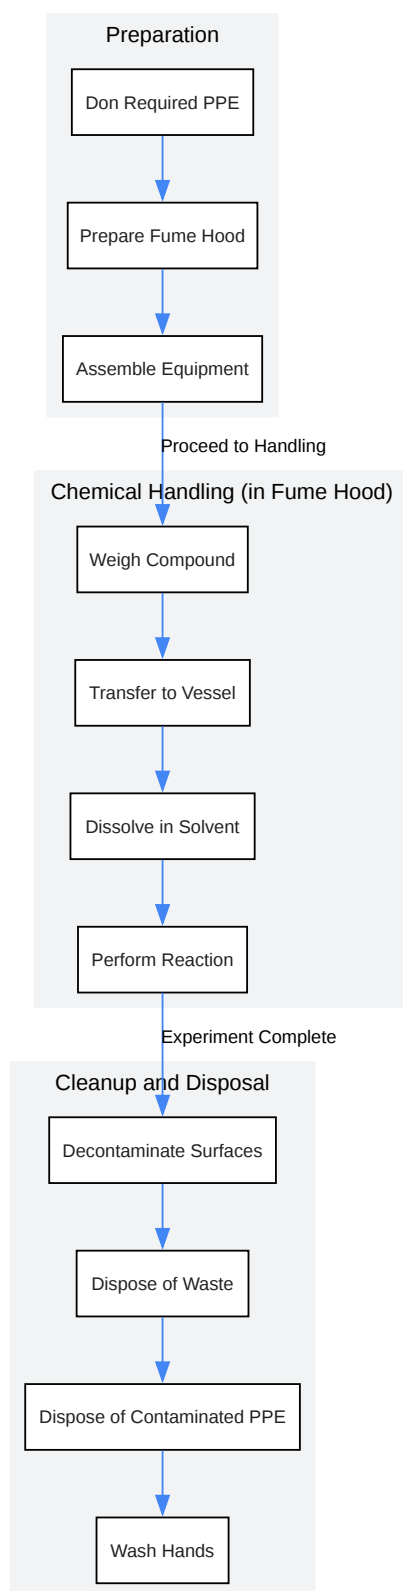 Preparation
Don Required PPE
Prepare Fume Hood
Assemble Equipment
Proceed to Handling
Chemical Handling (in Fume Hood)
Weigh Compound
Transfer to Vessel
Dissolve in Solvent
Perform Reaction
Experiment Complete
Cleanup and Disposal
Decontaminate Surfaces
Dispose of Waste
Dispose of Contaminated PPE
Wash Hands